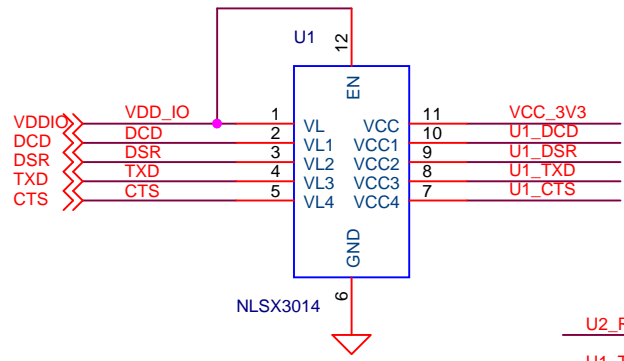 U1
12
EN
VDDIO VDD_IO 1 VL VCC 11 VCC_3V3
DCD DCD 2 VL1 VCC1 10 U1_DCD
DSR DSR 3 VL2 VCC2 9 U1_DSR
TXD TXD 4 VL3 VCC3 8 U1_TXD
CTS CTS 5 VL4 VCC4 7 U1_CTS
GND
6
NLSX3014